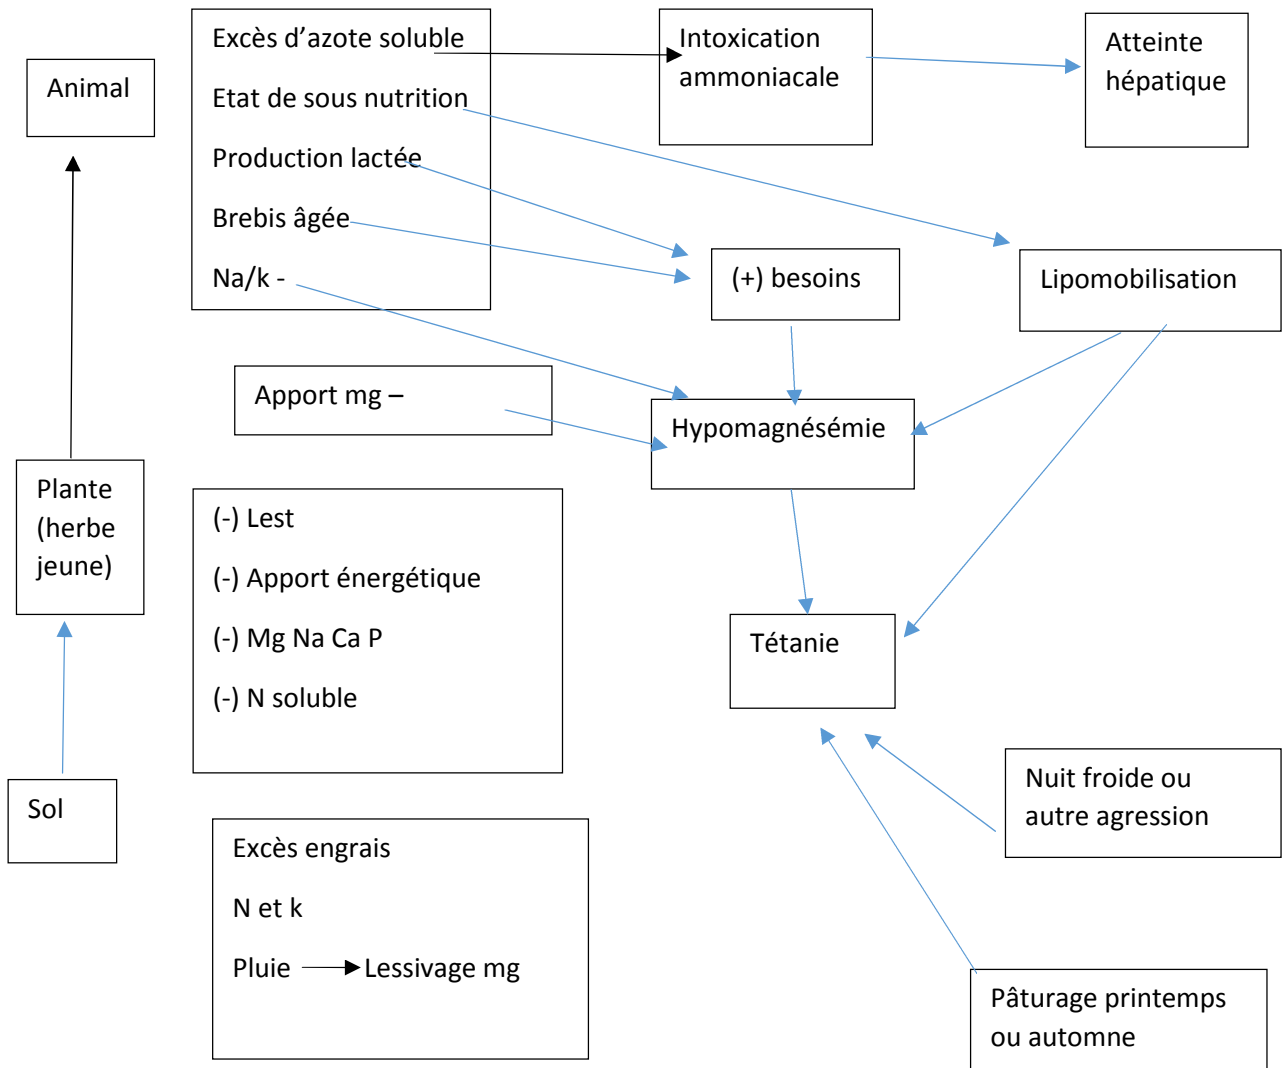 Animal
Excès d’azote soluble
Etat de sous nutrition
Production lactée
Brebis âgée
Na/k -
Intoxication
ammoniacale
Atteinte
hépatique
(+) besoins
Lipomobilisation
Apport mg –
Hypomagnésémie
Plante
(herbe
jeune)
(-) Lest
(-) Apport énergétique
(-) Mg Na Ca P
(-) N soluble
Tétanie
Sol
Nuit froide ou
autre agression
Excès engrais
N et k
Pluie Lessivage mg
Pâturage printemps
ou automne